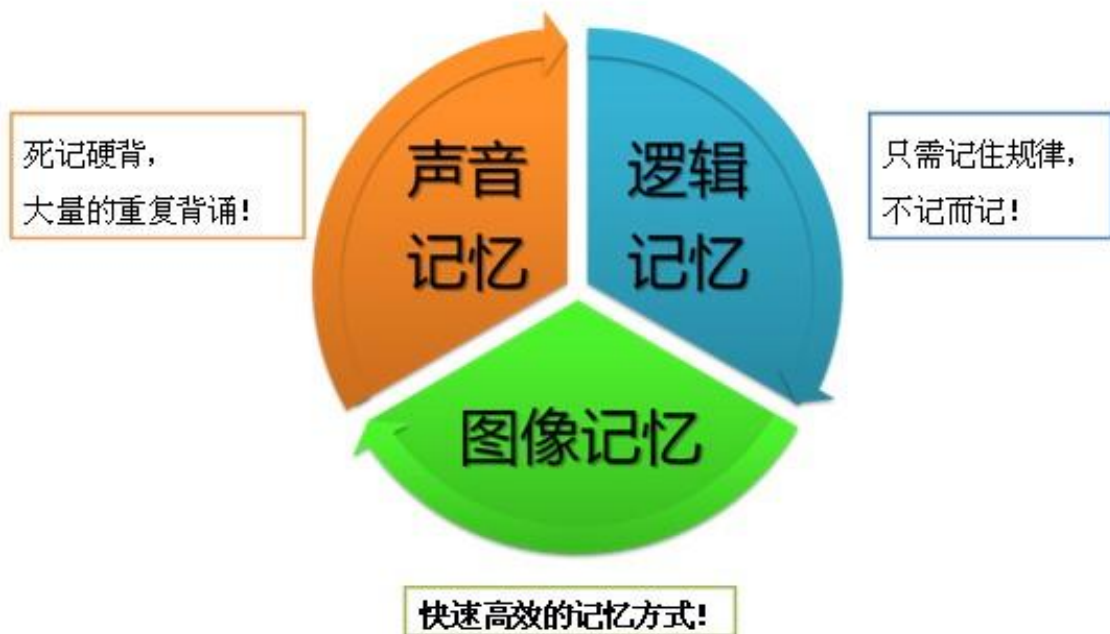 死记硬背，
大量的重复背诵！
声音
记忆
逻辑
记忆
只需记住规律，
不记而记！
图像记忆
快速高效的记忆方式！